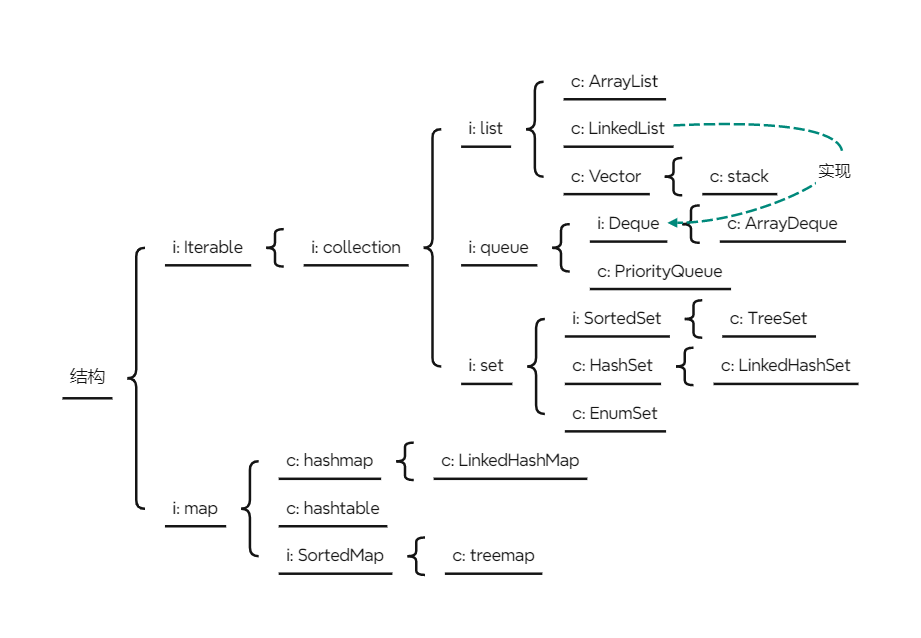 结构
i: Iterable
i: collection
i: list
c: ArrayList
c: LinkedList
实现
c: Vector
c: stack
i: queue
i: Deque
c: ArrayDeque
c: PriorityQueue
i: set
i: SortedSet
c: TreeSet
c: HashSet
c: LinkedHashSet
c: EnumSet
i: map
c: hashmap
c: LinkedHashMap
c: hashtable
i: SortedMap
c: treemap